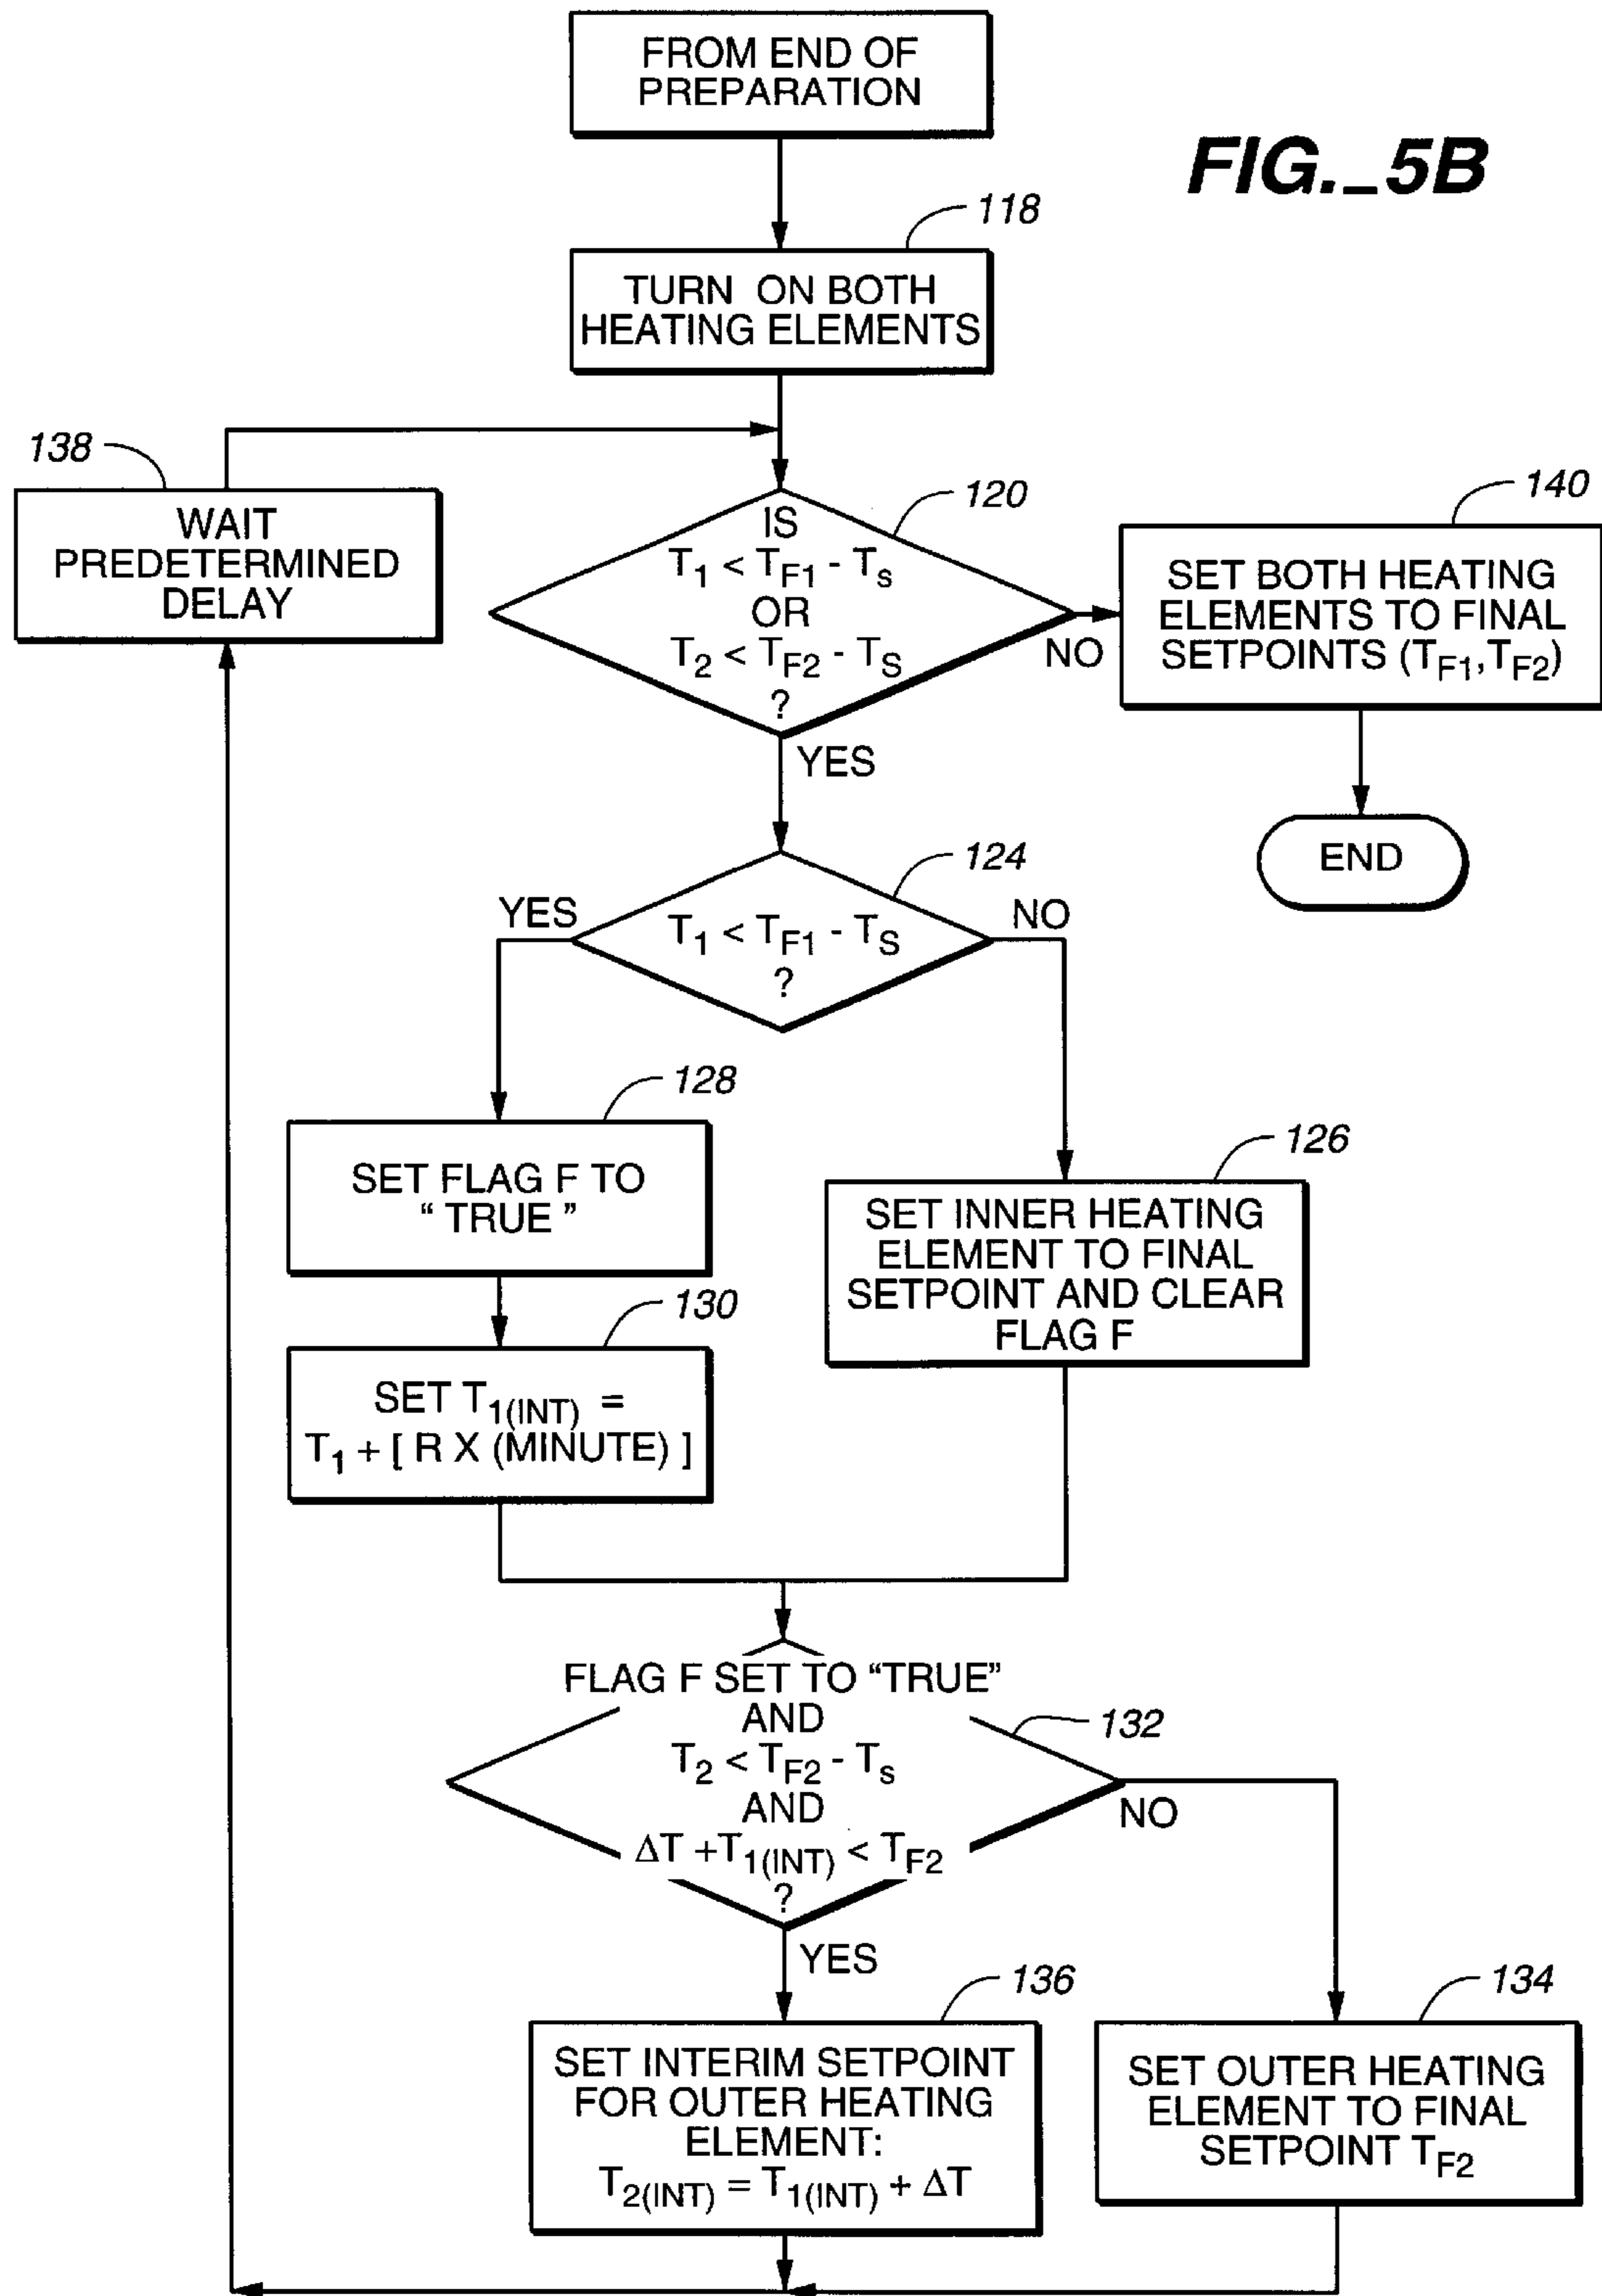 FROM END OF
PREPARATION
FIG._5B
118
TURN ON BOTH
HEATING ELEMENTS
138
WAIT
PREDETERMINED
DELAY
120
IS
T1 < TF1 - Ts
OR
T2 < TF2 - TS
?
NO
YES
140
SET BOTH HEATING
ELEMENTS TO FINAL
SETPOINTS (TF1,TF2)
END
124
YES
T1 < TF1 - TS
?
NO
128
SET FLAG F TO
“ TRUE ”
126
SET INNER HEATING
ELEMENT TO FINAL
SETPOINT AND CLEAR
FLAG F
130
SET T1(INT) =
T1 + [ R X (MINUTE) ]
FLAG F SET TO “TRUE”
AND
132
T2 < TF2 - Ts
AND
ΔT +T1(INT) < TF2
?
NO
YES
136
SET INTERIM SETPOINT
FOR OUTER HEATING
ELEMENT:
T2(INT) = T1(INT) + ΔT
134
SET OUTER HEATING
ELEMENT TO FINAL
SETPOINT TF2